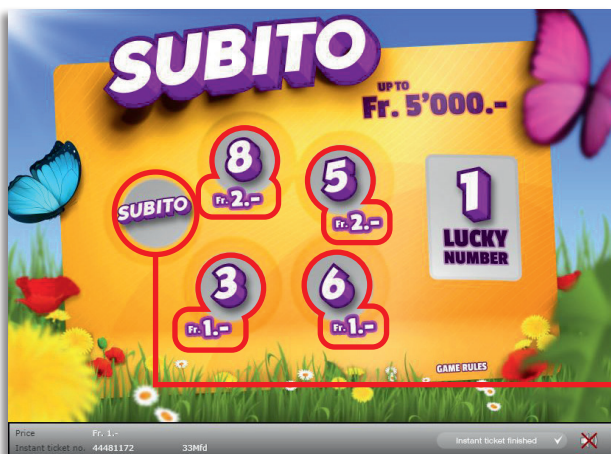 SUBITO
UP TO
Fr. 5'000.-
8
Fr. 2.-
5
Fr. 2.-
SUBITO
1
LUCKY
NUMBER
3
Fr. 1.-
6
Fr. 1.-
GAME RULES
Price Fr. 1.-
Instant ticket no. 44481172 33Mfd
Instant ticket finished